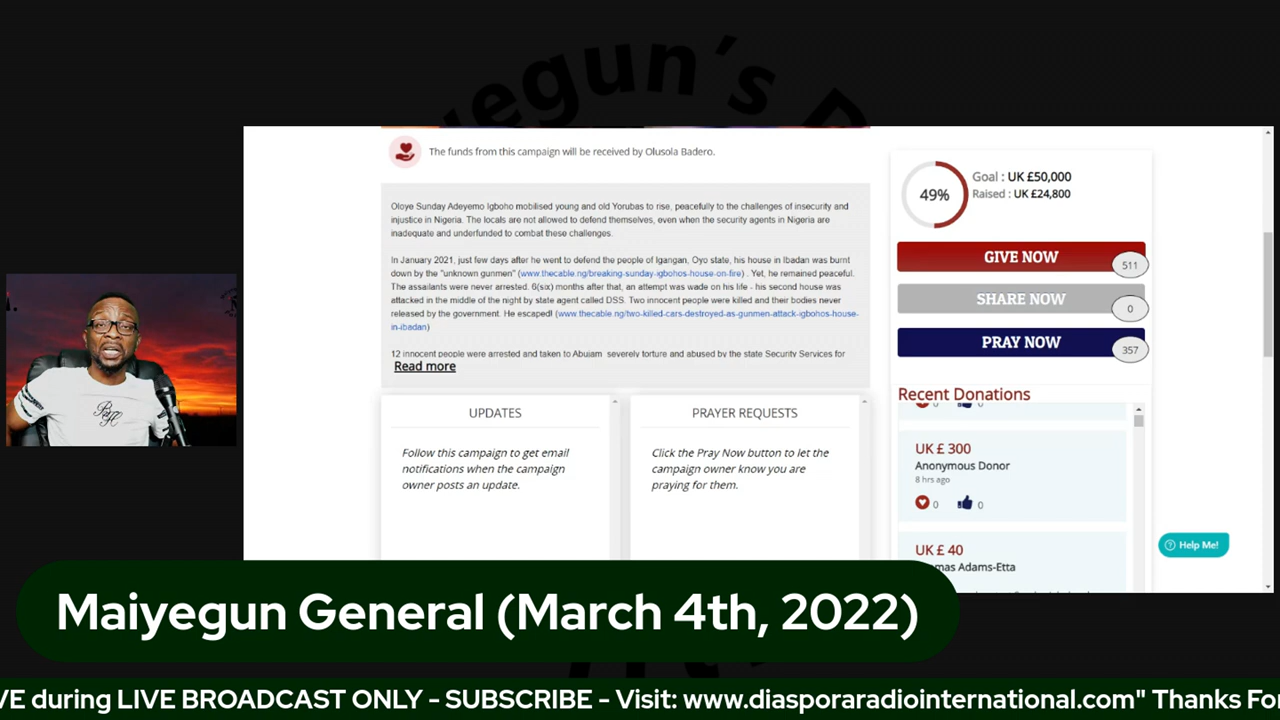 yegun's
The funds from this campaign will be received by Olusola Badero.
Oloye Sunday Adeyemo Igboho mobilised young and old Yorubas to rise, peacefully to the challenges of insecurity and
injustice in Nigeria. The locals are not allowed to defend themselves, even when the security agents in Nigeria are
inadequate and underfunded to combat these challenges.
In January 2021, just few days after he went to defend the people of Igangan, Oyo state, his house in Ibadan was burnt
down by the "unknown gunmen" (www.thecable.ng/breaking-sunday-igbohos-house-on-fire) . Yet, he remained peaceful.
The assailants were never arrested. 6(six) months after that, an attempt was wade on his life - his second house was
attacked in the middle of the night by state agent called DSS. Two innocent people were killed and their bodies never
released by the government. He escaped! (www.thecable.ng/two-killed-cars-destroyed-as-gunmen-attack-igbohos-house-
in-ibadan)
12 innocent people were arrested and taken to Abujam severely torture and abused by the state Security Services for
Read more
UPDATES
Follow this campaign to get email
notifications when the campaign
owner posts an update.
PRAYER REQUESTS
Click the Pray Now button to let the
campaign owner know you are
praying for them.
49%
Goal : UK £50,000
Raised : UK £24,800
GIVE NOW
511
SHARE NOW
0
PRAY NOW
357
Recent Donations
0 0
UK £ 300
Anonymous Donor
8 hrs ago
0 0
UK £ 40
mas Adams-Etta
Help Me!
Maiyegun General (March 4th, 2022)
VE during LIVE BROADCAST ONLY - SUBSCRIBE - Visit: www.diasporaradiointernational.com" Thanks Fo